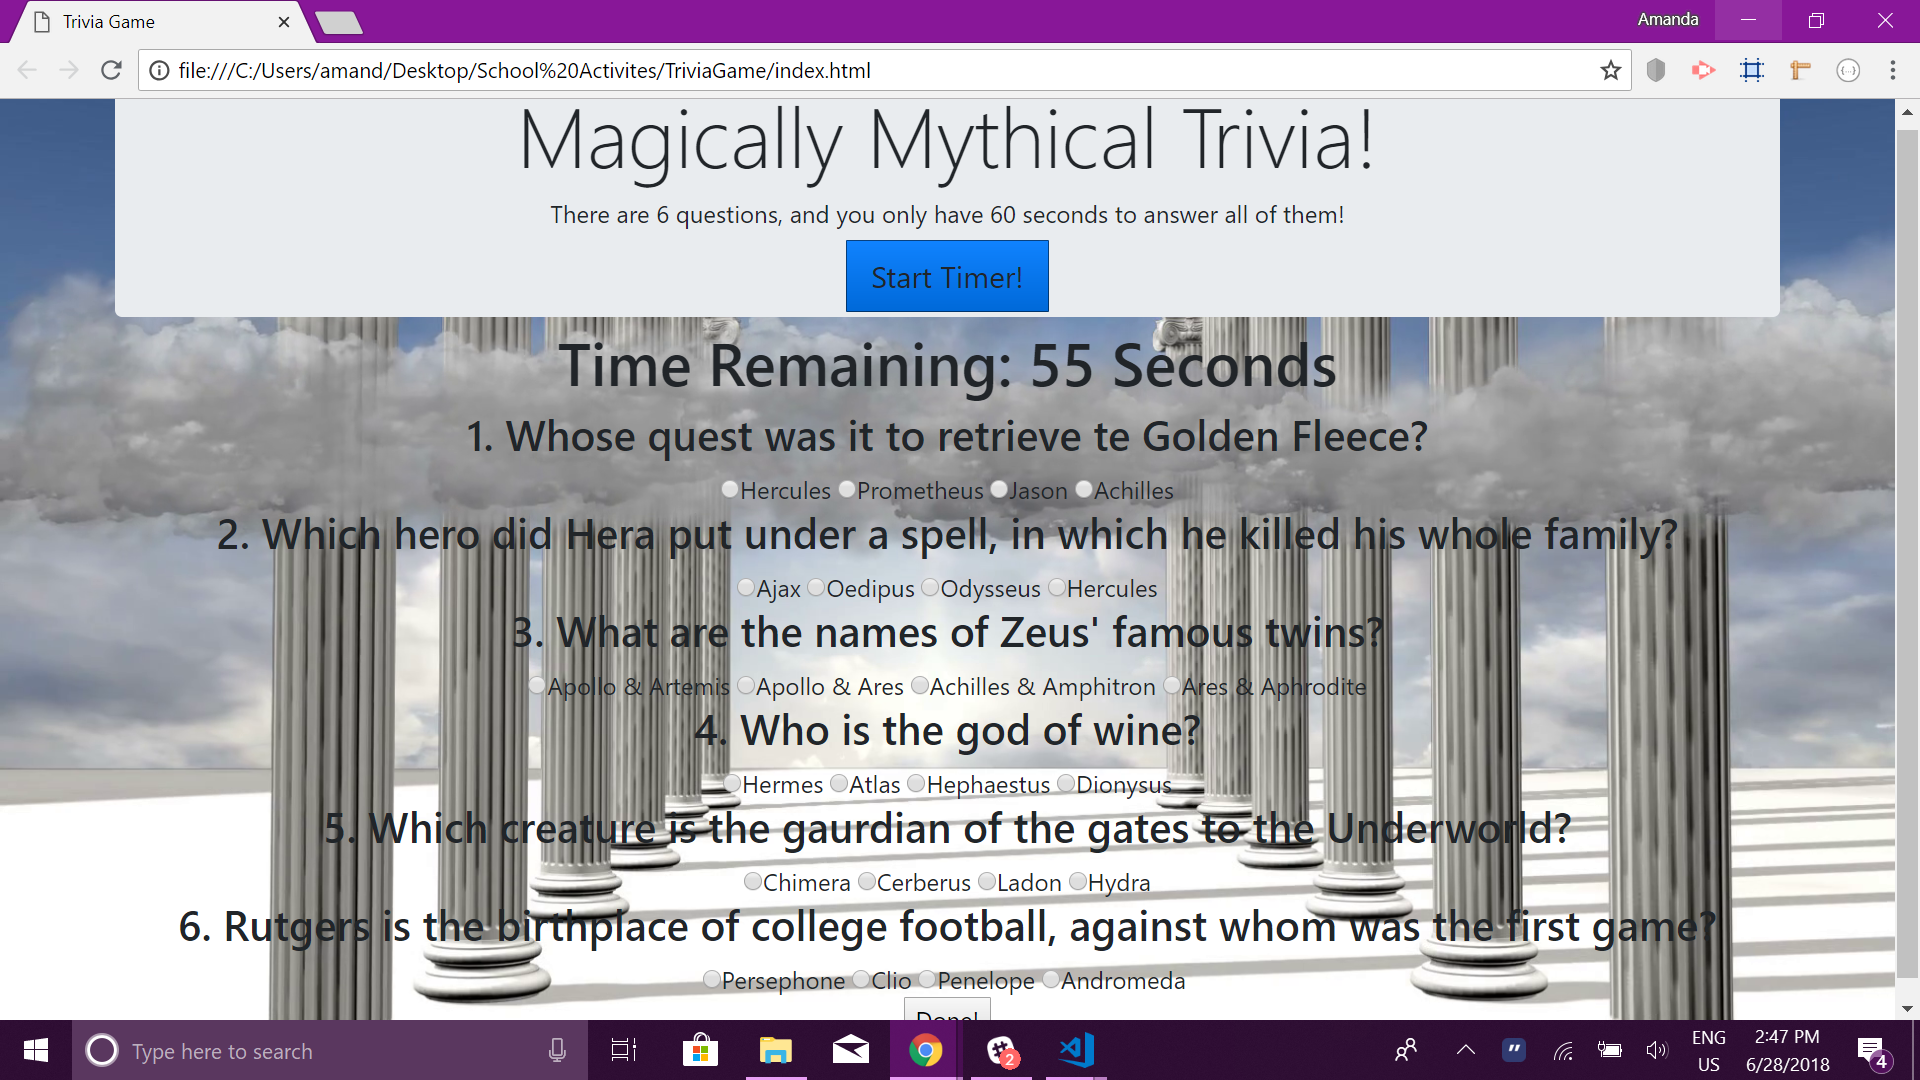 Trivia Game
Amanda
file:///C:/Users/amand/Desktop/School%20Activites/TriviaGame/index.html
Magically Mythical Trivia!
There are 6 questions, and you only have 60 seconds to answer all of them!
Start Timer!
Time Remaining: 55 Seconds
1. Whose quest was it to retrieve te Golden Fleece?
Hercules Prometheus Jason Achilles
2. Which hero did Hera put under a spell, in which he killed his whole family?
Ajax Oedipus Odysseus Hercules
3. What are the names of Zeus' famous twins?
Apollo & Artemis Apollo & Ares Achilles & Amphitron Ares & Aphrodite
4. Who is the god of wine?
Hermes Atlas Hephaestus Dionysus
5. Which creature is the gaurdian of the gates to the Underworld?
Chimera Cerberus Ladon Hydra
6. Rutgers is the birthplace of college football, against whom was the first game?
Persephone Clio Penelope Andromeda
Done!
Type here to search
2
ENG
US
2:47 PM
6/28/2018
4